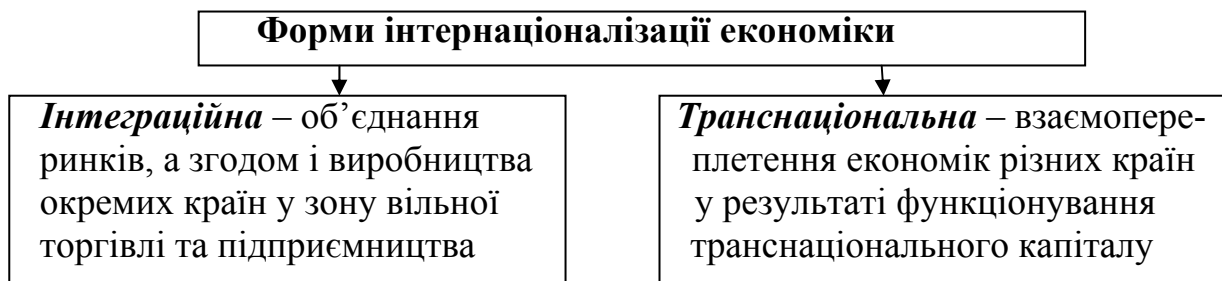 Форми інтернаціоналізації економіки
Інтеграційна – об’єднання
ринків, а згодом і виробництва
окремих країн у зону вільної
торгівлі та підприємництва
Транснаціональна – взаємопере-
плетення економік різних країн
у результаті функціонування
транснаціонального капіталу